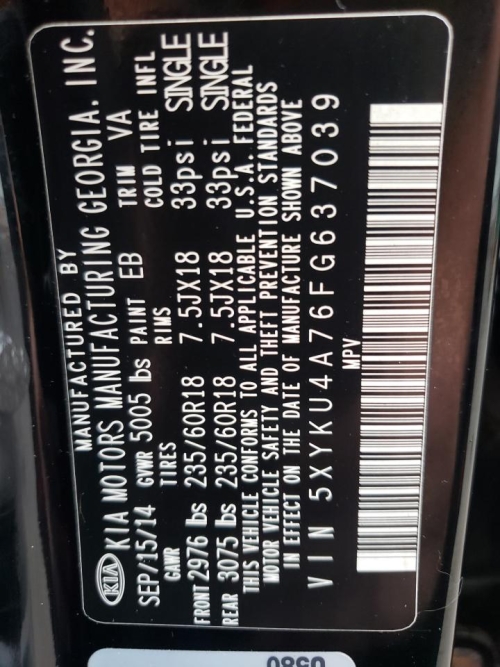 MANUFACTURED BY
KIA KIA MOTORS MANUFACTURING GEORGIA. INC.
SEP/15/14 GVWR 5005 lbs PAINT EB TRIM VA
GAWR TIRES RIMS COLD TIRE INFL
FRONT 2976 lbs 235/60R18 7.5JX18 33psi SINGLE
REAR 3075 lbs 235/60R18 7.5JX18 33psi SINGLE
THIS VEHICLE CONFORMS TO ALL APPLICABLE U.S.A. FEDERAL
MOTOR VEHICLE SAFETY AND THEFT PREVENTION STANDARDS
IN EFFECT ON THE DATE OF MANUFACTURE SHOWN ABOVE
VIN 5XYKU4A76FG637039
MPV